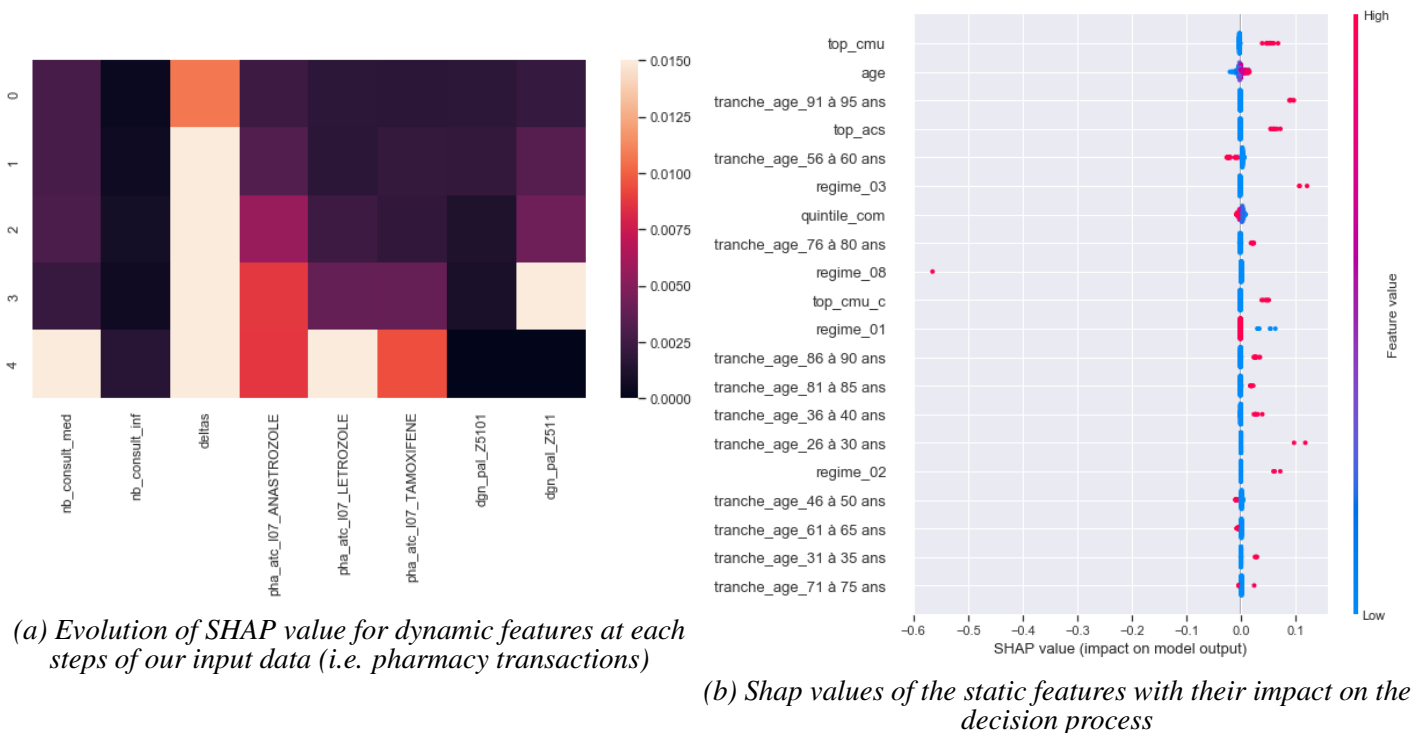 0
1
2
3
4
nb_consult_med
nb_consult_inf
deltas
pha_atc_l07_ANASTROZOLE
pha_atc_l07_LETROZOLE
pha_atc_l07_TAMOXIFENE
dgn_pal_Z5101
dgn_pal_Z511
0.0150
0.0125
0.0100
0.0075
0.0050
0.0025
0.0000
(a) Evolution of SHAP value for dynamic features at each
steps of our input data (i.e. pharmacy transactions)
top_cmu
age
tranche_age_91 à 95 ans
top_acs
tranche_age_56 à 60 ans
regime_03
quintile_com
tranche_age_76 à 80 ans
regime_08
top_cmu_c
regime_01
tranche_age_86 à 90 ans
tranche_age_81 à 85 ans
tranche_age_36 à 40 ans
tranche_age_26 à 30 ans
regime_02
tranche_age_46 à 50 ans
tranche_age_61 à 65 ans
tranche_age_31 à 35 ans
tranche_age_71 à 75 ans
−0.6 −0.5 −0.4 −0.3 −0.2 −0.1 0.0 0.1
SHAP value (impact on model output)
High
Feature value
Low
(b) Shap values of the static features with their impact on the
decision process